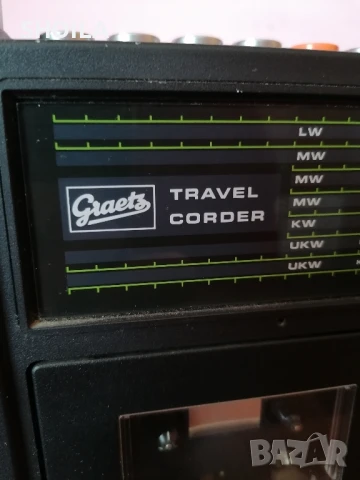 LW
MW
MW
MW
KW
UKW
UKW
Graetz
TRAVEL
CORDER
BAZAR